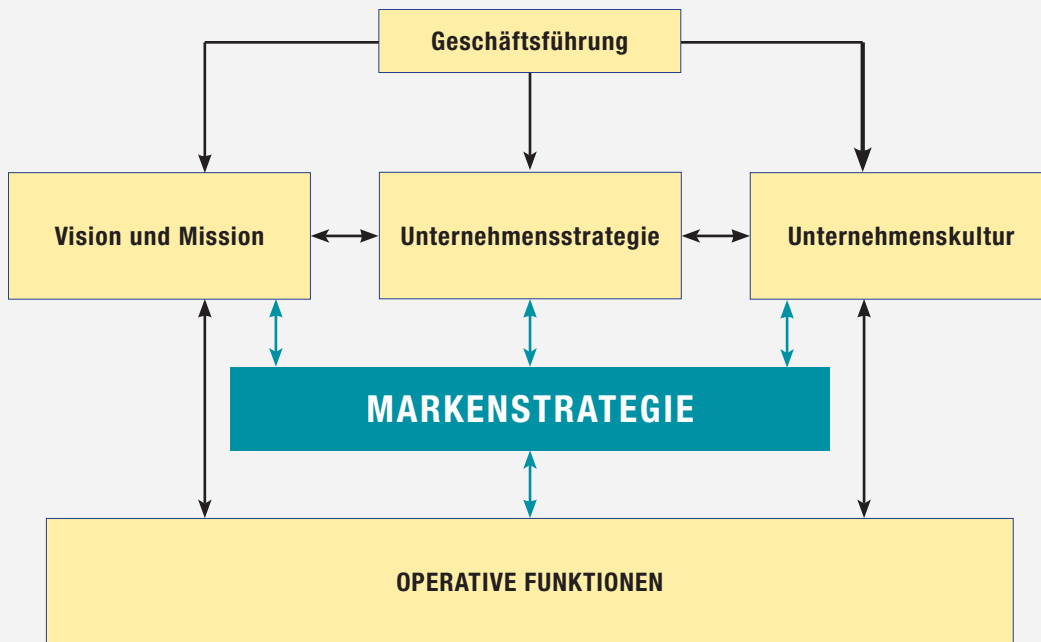 Geschäftsführung
Vision und Mission
Unternehmensstrategie
Unternehmenskultur
MARKENSTRATEGIE
OPERATIVE FUNKTIONEN